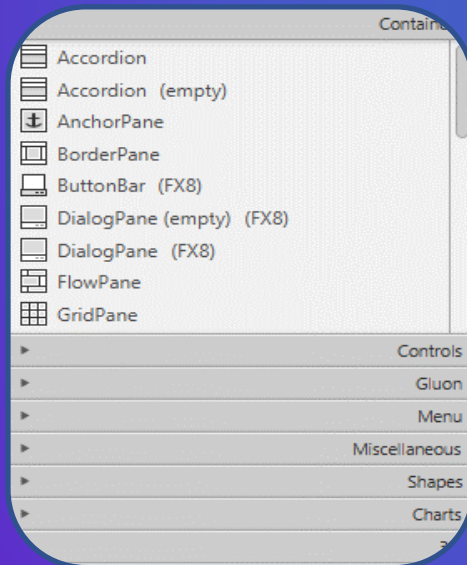 Accordion
Accordion (empty)
AnchorPane
BorderPane
ButtonBar (FX8)
DialogPane (empty) (FX8)
DialogPane (FX8)
FlowPane
GridPane
Controls
Gluon
Menu
Miscellaneous
Shapes
Charts